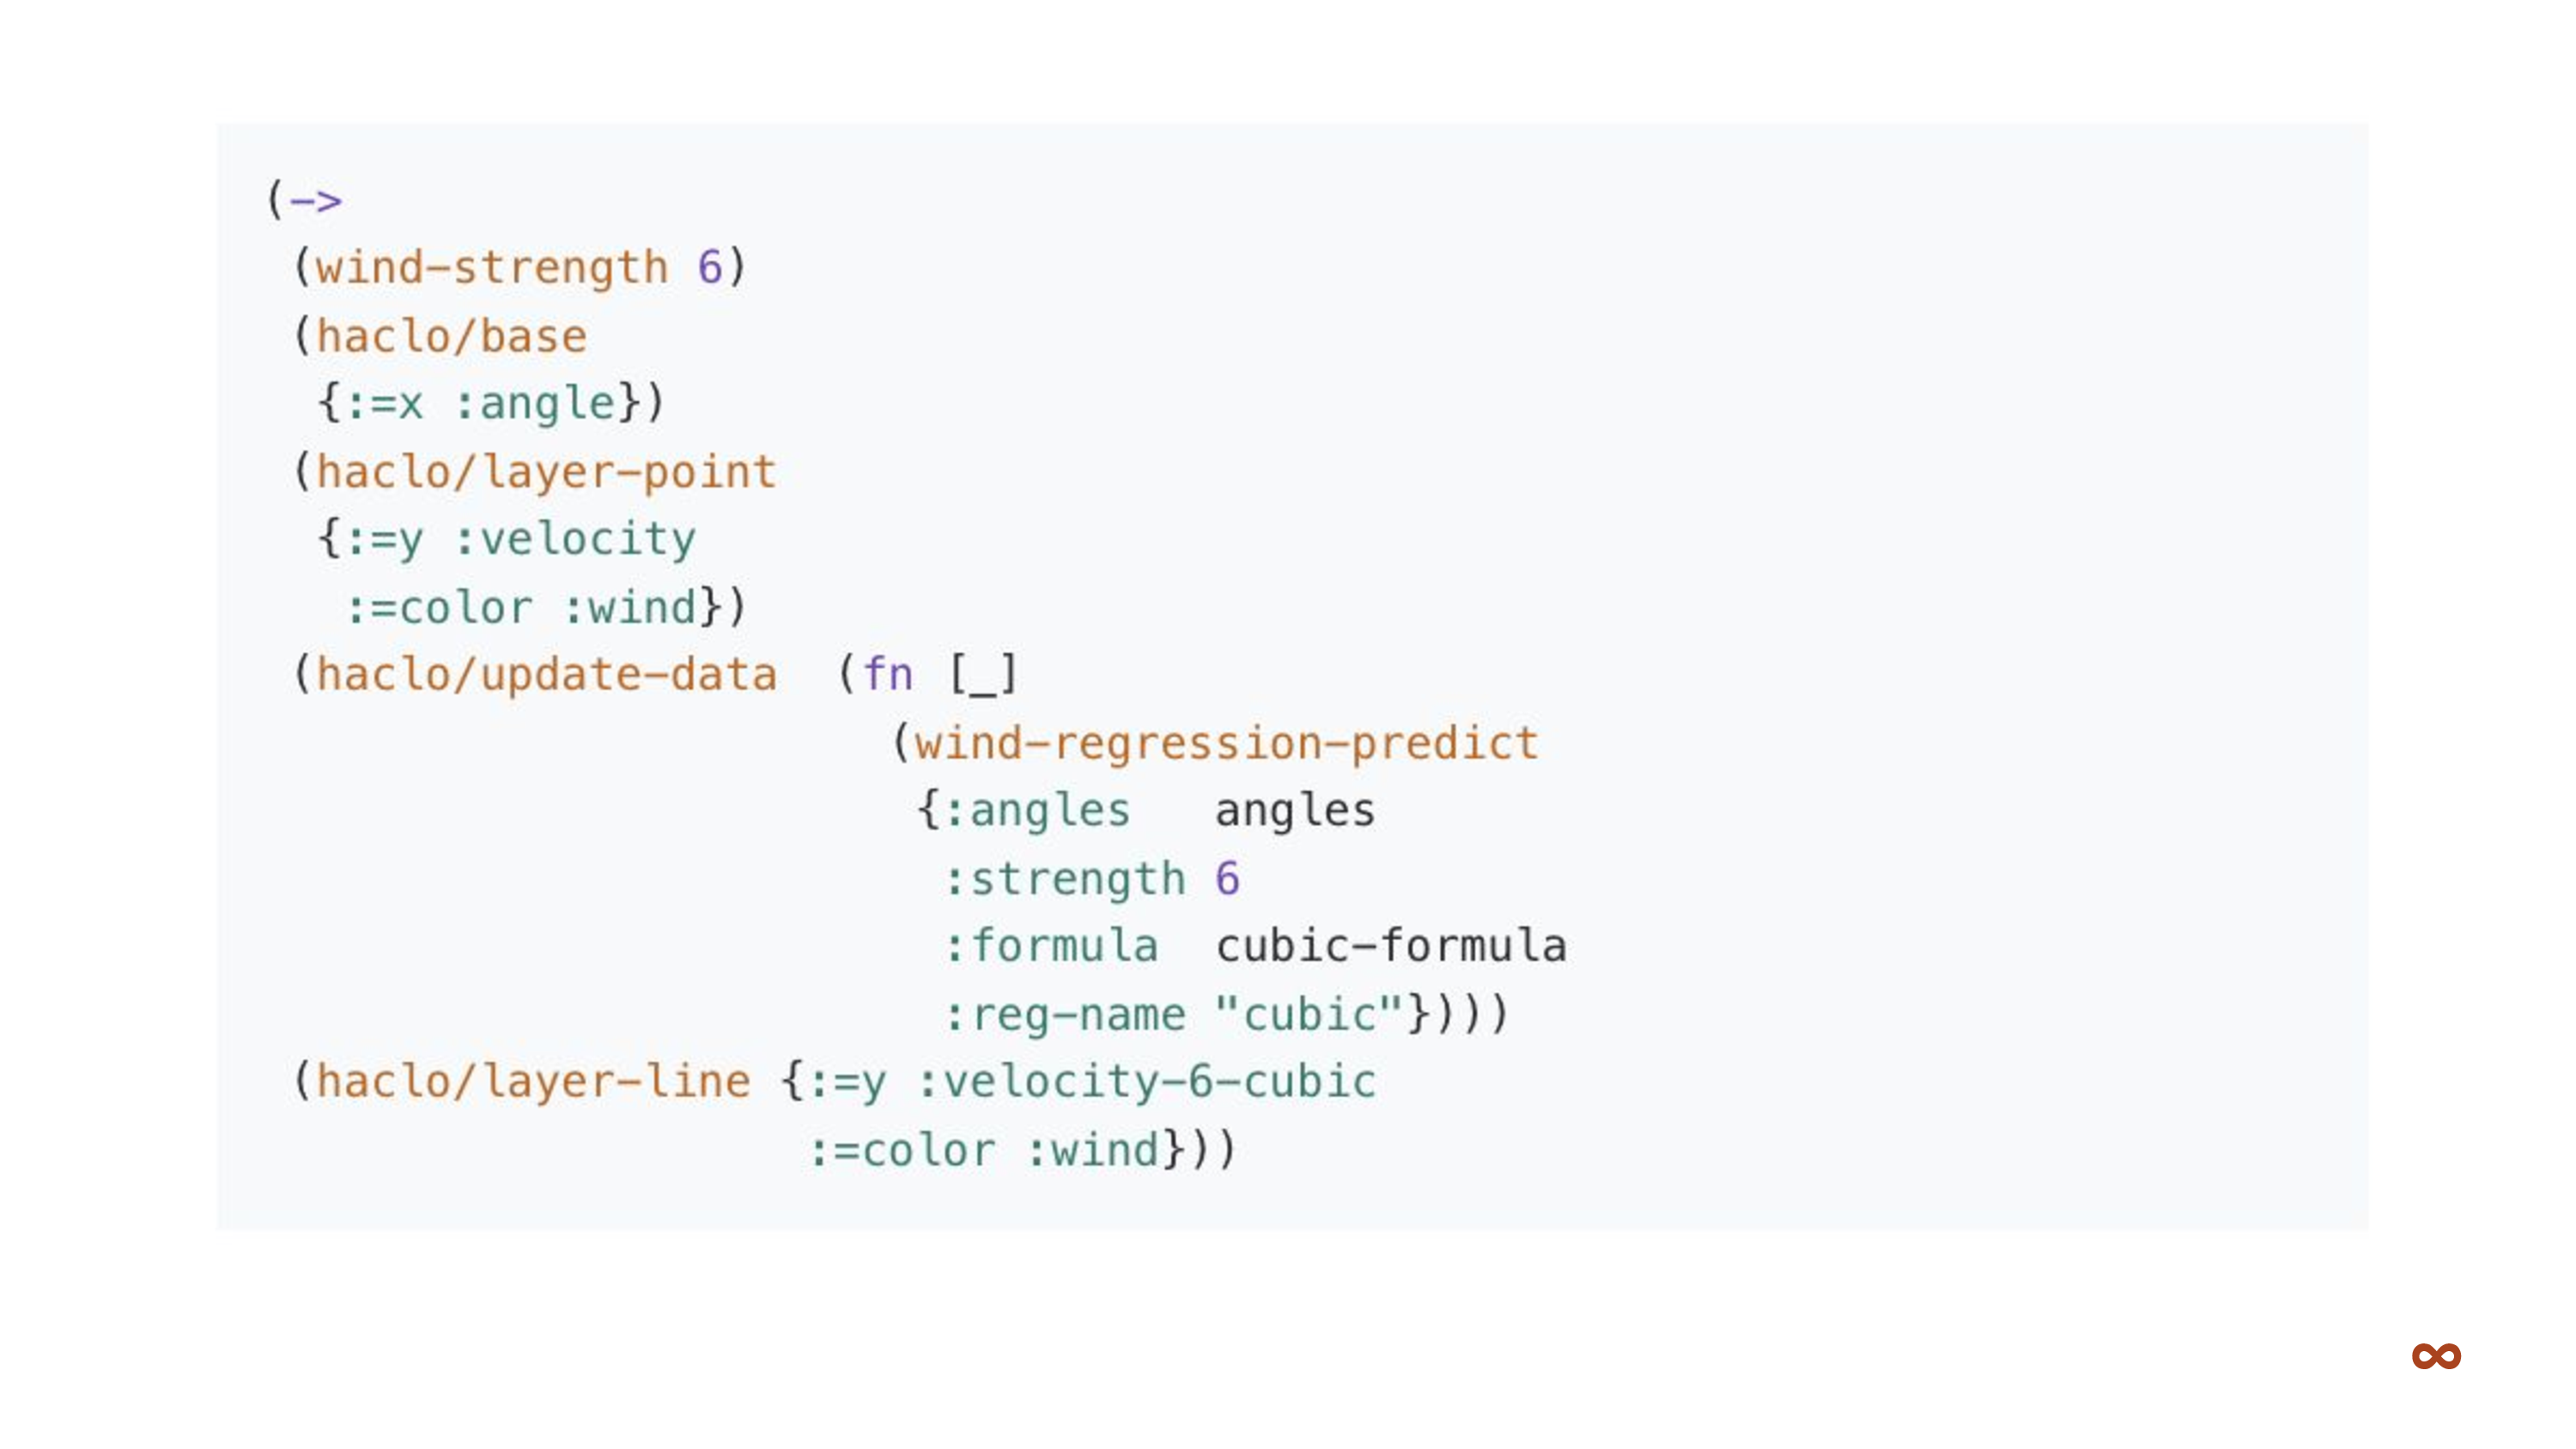 (->
(wind-strength 6)
(haclo/base
{:=x :angle})
(haclo/layer-point
{:=y :velocity
:=color :wind})
(haclo/update-data (fn [_]
(wind-regression-predict
{:angles angles
:strength 6
:formula cubic-formula
:reg-name "cubic"})))
(haclo/layer-line {:=y :velocity-6-cubic
:=color :wind}))
∞